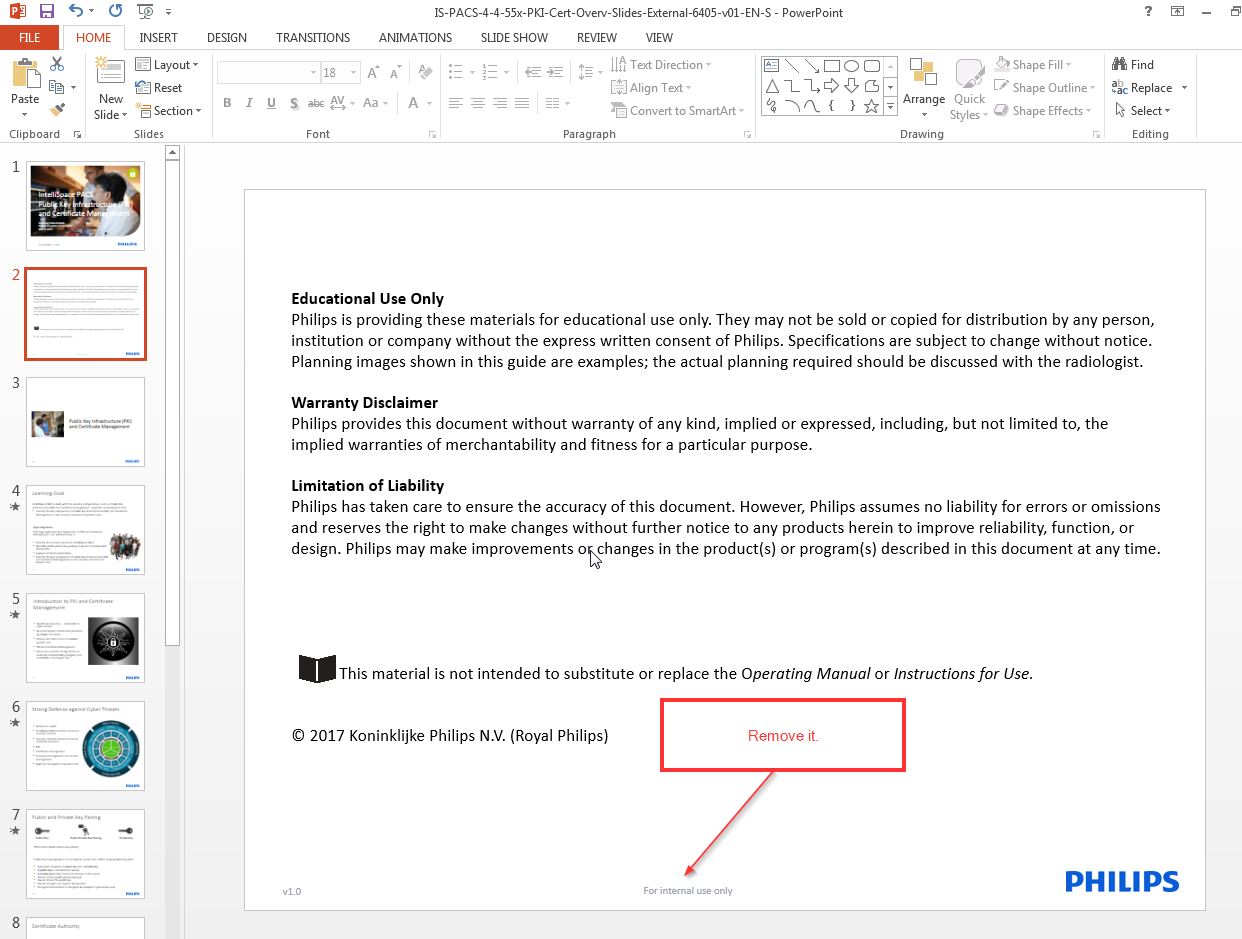 IS-PACS-4-4-55x-PKI-Cert-Overv-Slides-External-6405-v01-EN-S - PowerPoint
FILE HOME INSERT DESIGN TRANSITIONS ANIMATIONS SLIDE SHOW REVIEW VIEW
Paste
Clipboard
New
Slide
Layout
Reset
Section
Slides
18
B I U S abc AV Aa A
Font
Text Direction
Align Text
Convert to SmartArt
Paragraph
Arrange
Quick
Styles
Shape Fill
Shape Outline
Shape Effects
Drawing
Find
Replace
Select
Editing
1
IntelliSpace PACS
Public Key Infrastructure (PKI)
and Certificate Management
PHILIPS
2
PHILIPS
3
Public Key Infrastructure (PKI)
and Certificate Management
PHILIPS
4
Learning Goal
PHILIPS
5
Introduction to PKI and Certificate
Management
PHILIPS
6
Strong Defense against Cyber Threats
PHILIPS
7
Public and Private Key Pairing
PHILIPS
8
Certificate Authority
Educational Use Only
Philips is providing these materials for educational use only. They may not be sold or copied for distribution by any person,
institution or company without the express written consent of Philips. Specifications are subject to change without notice.
Planning images shown in this guide are examples; the actual planning required should be discussed with the radiologist.
Warranty Disclaimer
Philips provides this document without warranty of any kind, implied or expressed, including, but not limited to, the
implied warranties of merchantability and fitness for a particular purpose.
Limitation of Liability
Philips has taken care to ensure the accuracy of this document. However, Philips assumes no liability for errors or omissions
and reserves the right to make changes without further notice to any products herein to improve reliability, function, or
design. Philips may make improvements or changes in the product(s) or program(s) described in this document at any time.
This material is not intended to substitute or replace the Operating Manual or Instructions for Use.
© 2017 Koninklijke Philips N.V. (Royal Philips)
Remove it.
v1.0
For internal use only
PHILIPS